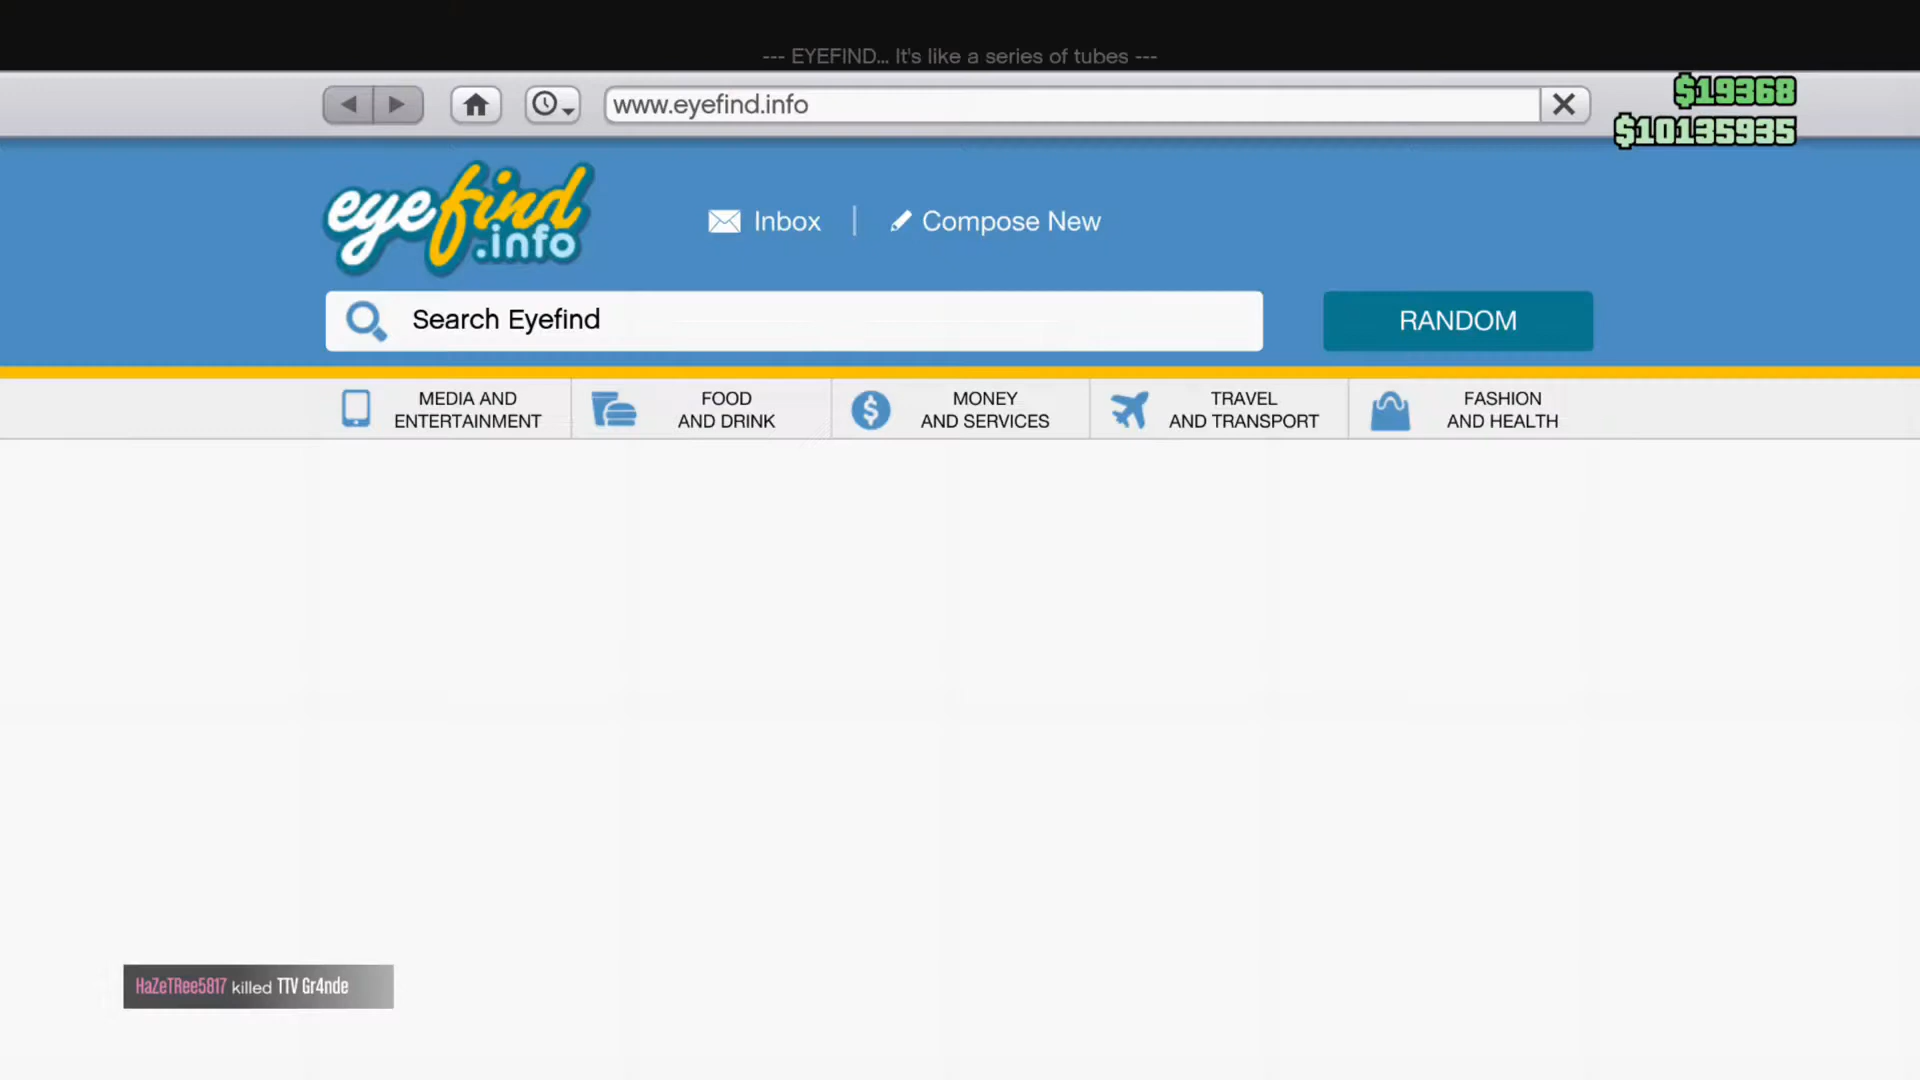 --- EYEFIND... It's like a series of tubes ---
www.eyefind.info
$19368
$10135935
eyefind
.info
Inbox
Compose New
Search Eyefind
RANDOM
MEDIA AND
ENTERTAINMENT
FOOD
AND DRINK
MONEY
AND SERVICES
TRAVEL
AND TRANSPORT
FASHION
AND HEALTH
HaZeTRee5817 killed TTV Gr4nde